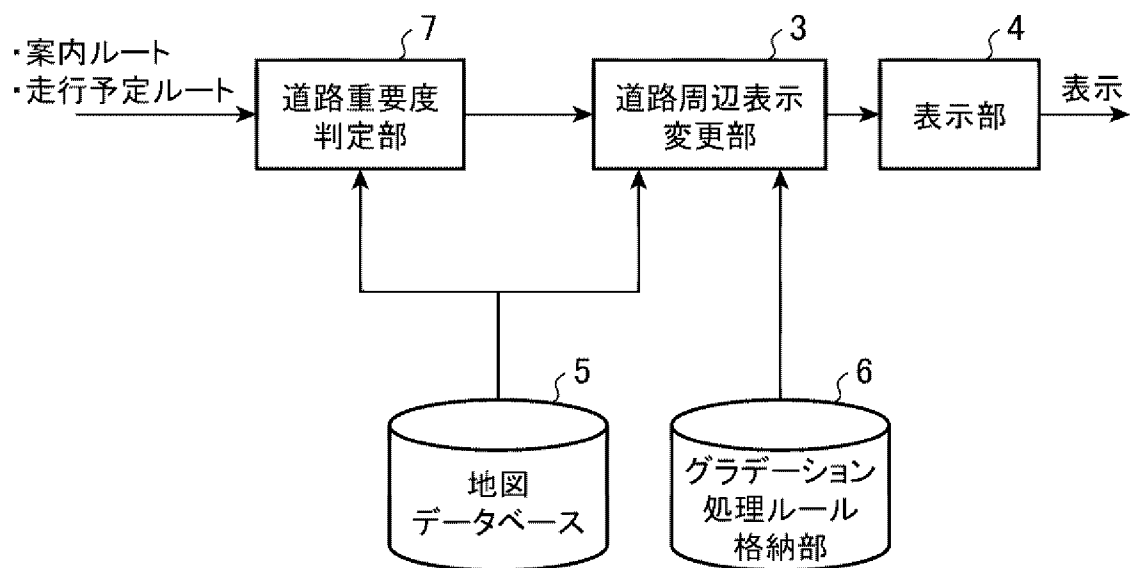 ・案内ルート
・走行予定ルート
7
道路重要度
判定部
3
道路周辺表示
変更部
4
表示部
表示
5
地図
データベース
6
グラデーション
処理ルール
格納部